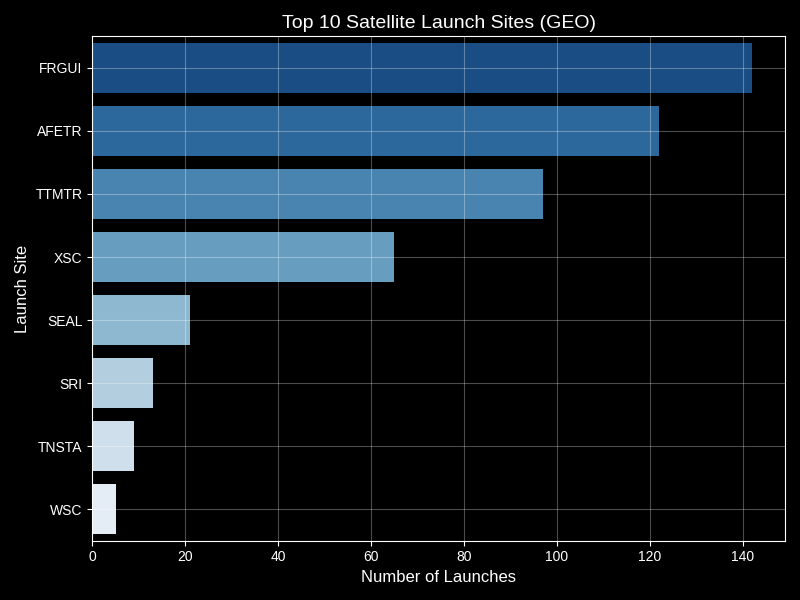 Top 10 Satellite Launch Sites (GEO)
Launch Site
FRGUI
AFETR
TTMTR
XSC
SEAL
SRI
TNSTA
WSC
0 20 40 60 80 100 120 140
Number of Launches